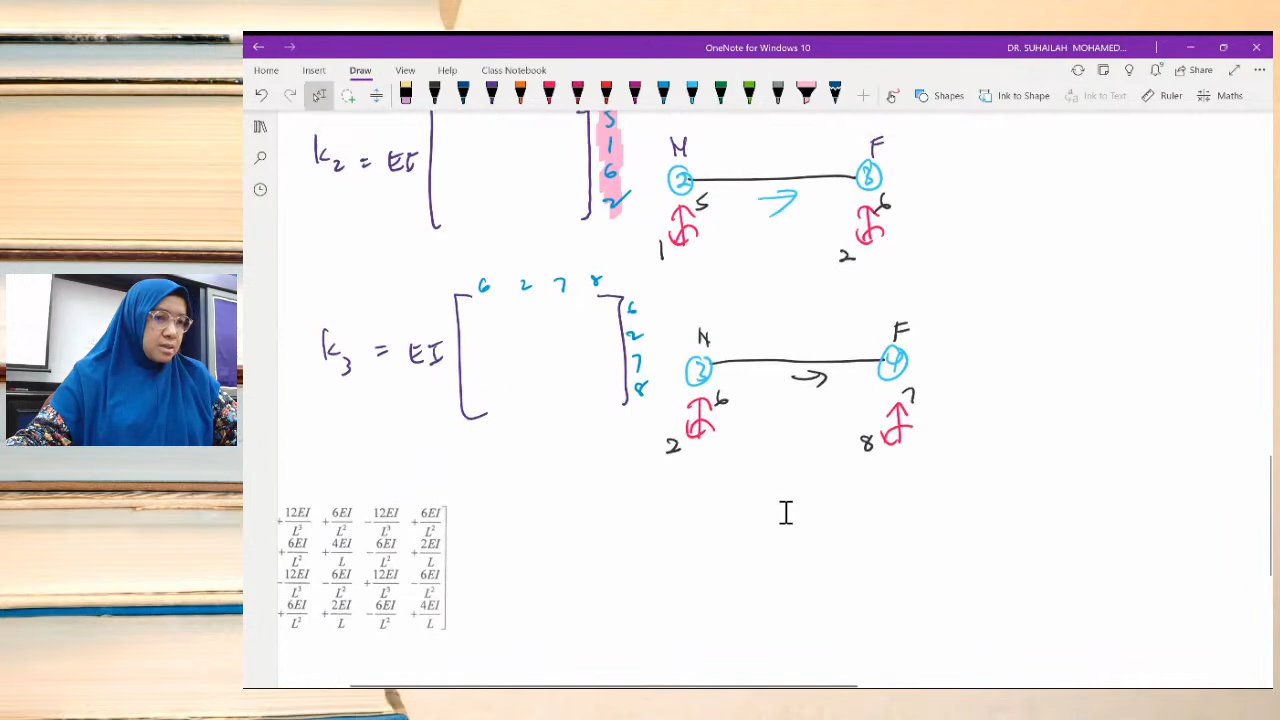 OneNote for Windows 10
DR. SUHAILAH MOHAMED...
Home Insert Draw View Help Class Notebook
Share
Shapes Ink to Shape Ink to Text Ruler Maths
k2 = EI
5
1
6
2
N F
2 3
5 6
1 2
6 2 7 8
k3 = EI
6
2
7
8
N F
3 4
6 7
2 8
+12EI/L³ +6EI/L² -12EI/L³ +6EI/L²
+6EI/L² +4EI/L -6EI/L² +2EI/L
-12EI/L³ -6EI/L² +12EI/L³ -6EI/L²
+6EI/L² +2EI/L -6EI/L² +4EI/L